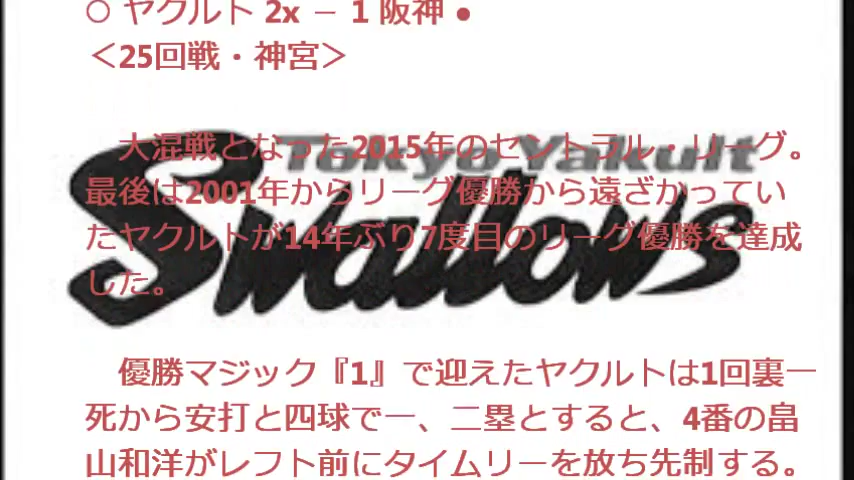 ○ ヤクルト 2x － 1 阪神 ●
＜25回戦・神宮＞
Tokyo Yakult
Swallows
　大混戦となった2015年のセントラル・リーグ。
最後は2001年からリーグ優勝から遠ざかってい
たヤクルトが14年ぶり7度目のリーグ優勝を達成
した。
　優勝マジック『1』で迎えたヤクルトは1回裏一
死から安打と四球で一、二塁とすると、4番の畠
山和洋がレフト前にタイムリーを放ち先制する。